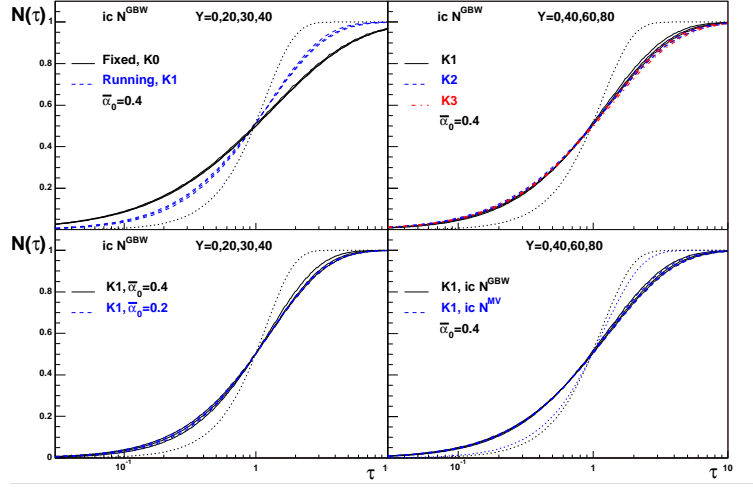 N(τ)
ic N^GBW
Y=0,20,30,40
Fixed, K0
Running, K1
ᾱ₀=0.4
1
0.8
0.6
0.4
0.2
ic N^GBW
Y=0,40,60,80
K1
K2
K3
ᾱ₀=0.4
N(τ)
ic N^GBW
Y=0,20,30,40
K1,ᾱ₀=0.4
K1,ᾱ₀=0.2
1
0.8
0.6
0.4
0.2
0
10^-1
1
1
τ
Y=0,40,60,80
K1, ic N^GBW
K1, ic N^MV
ᾱ₀=0.4
10^-1
1
10
τ